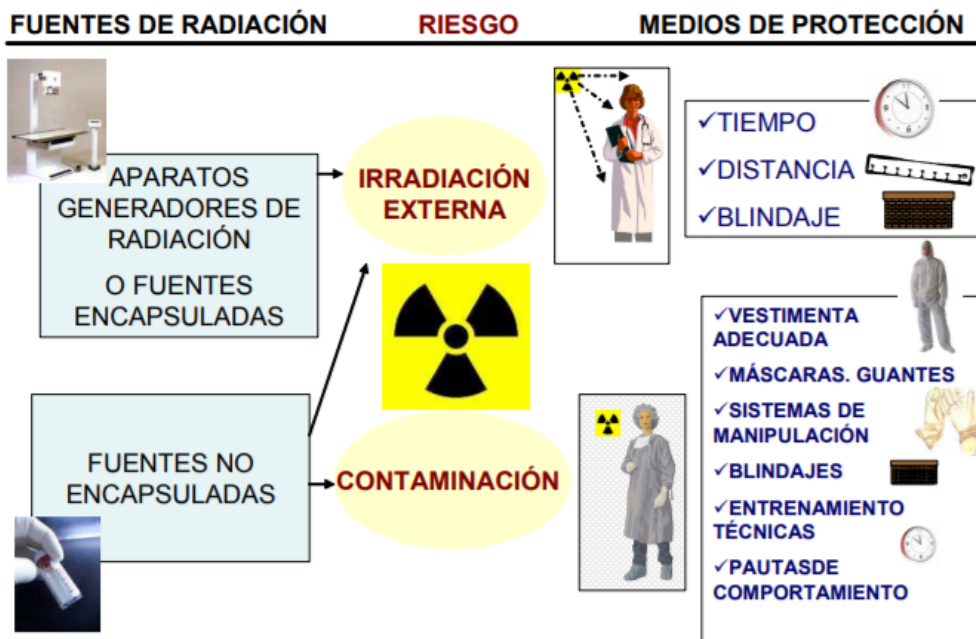 FUENTES DE RADIACIÓN
RIESGO
MEDIOS DE PROTECCIÓN
APARATOS
GENERADORES DE
RADIACIÓN
O FUENTES
ENCAPSULADAS
IRRADIACIÓN
EXTERNA
✓TIEMPO
✓DISTANCIA
✓BLINDAJE
FUENTES NO
ENCAPSULADAS
CONTAMINACIÓN
✓VESTIMENTA
ADECUADA
✓MÁSCARAS. GUANTES
✓SISTEMAS DE
MANIPULACIÓN
✓BLINDAJES
✓ENTRENAMIENTO
TÉCNICAS
✓PAUTASDE
COMPORTAMIENTO